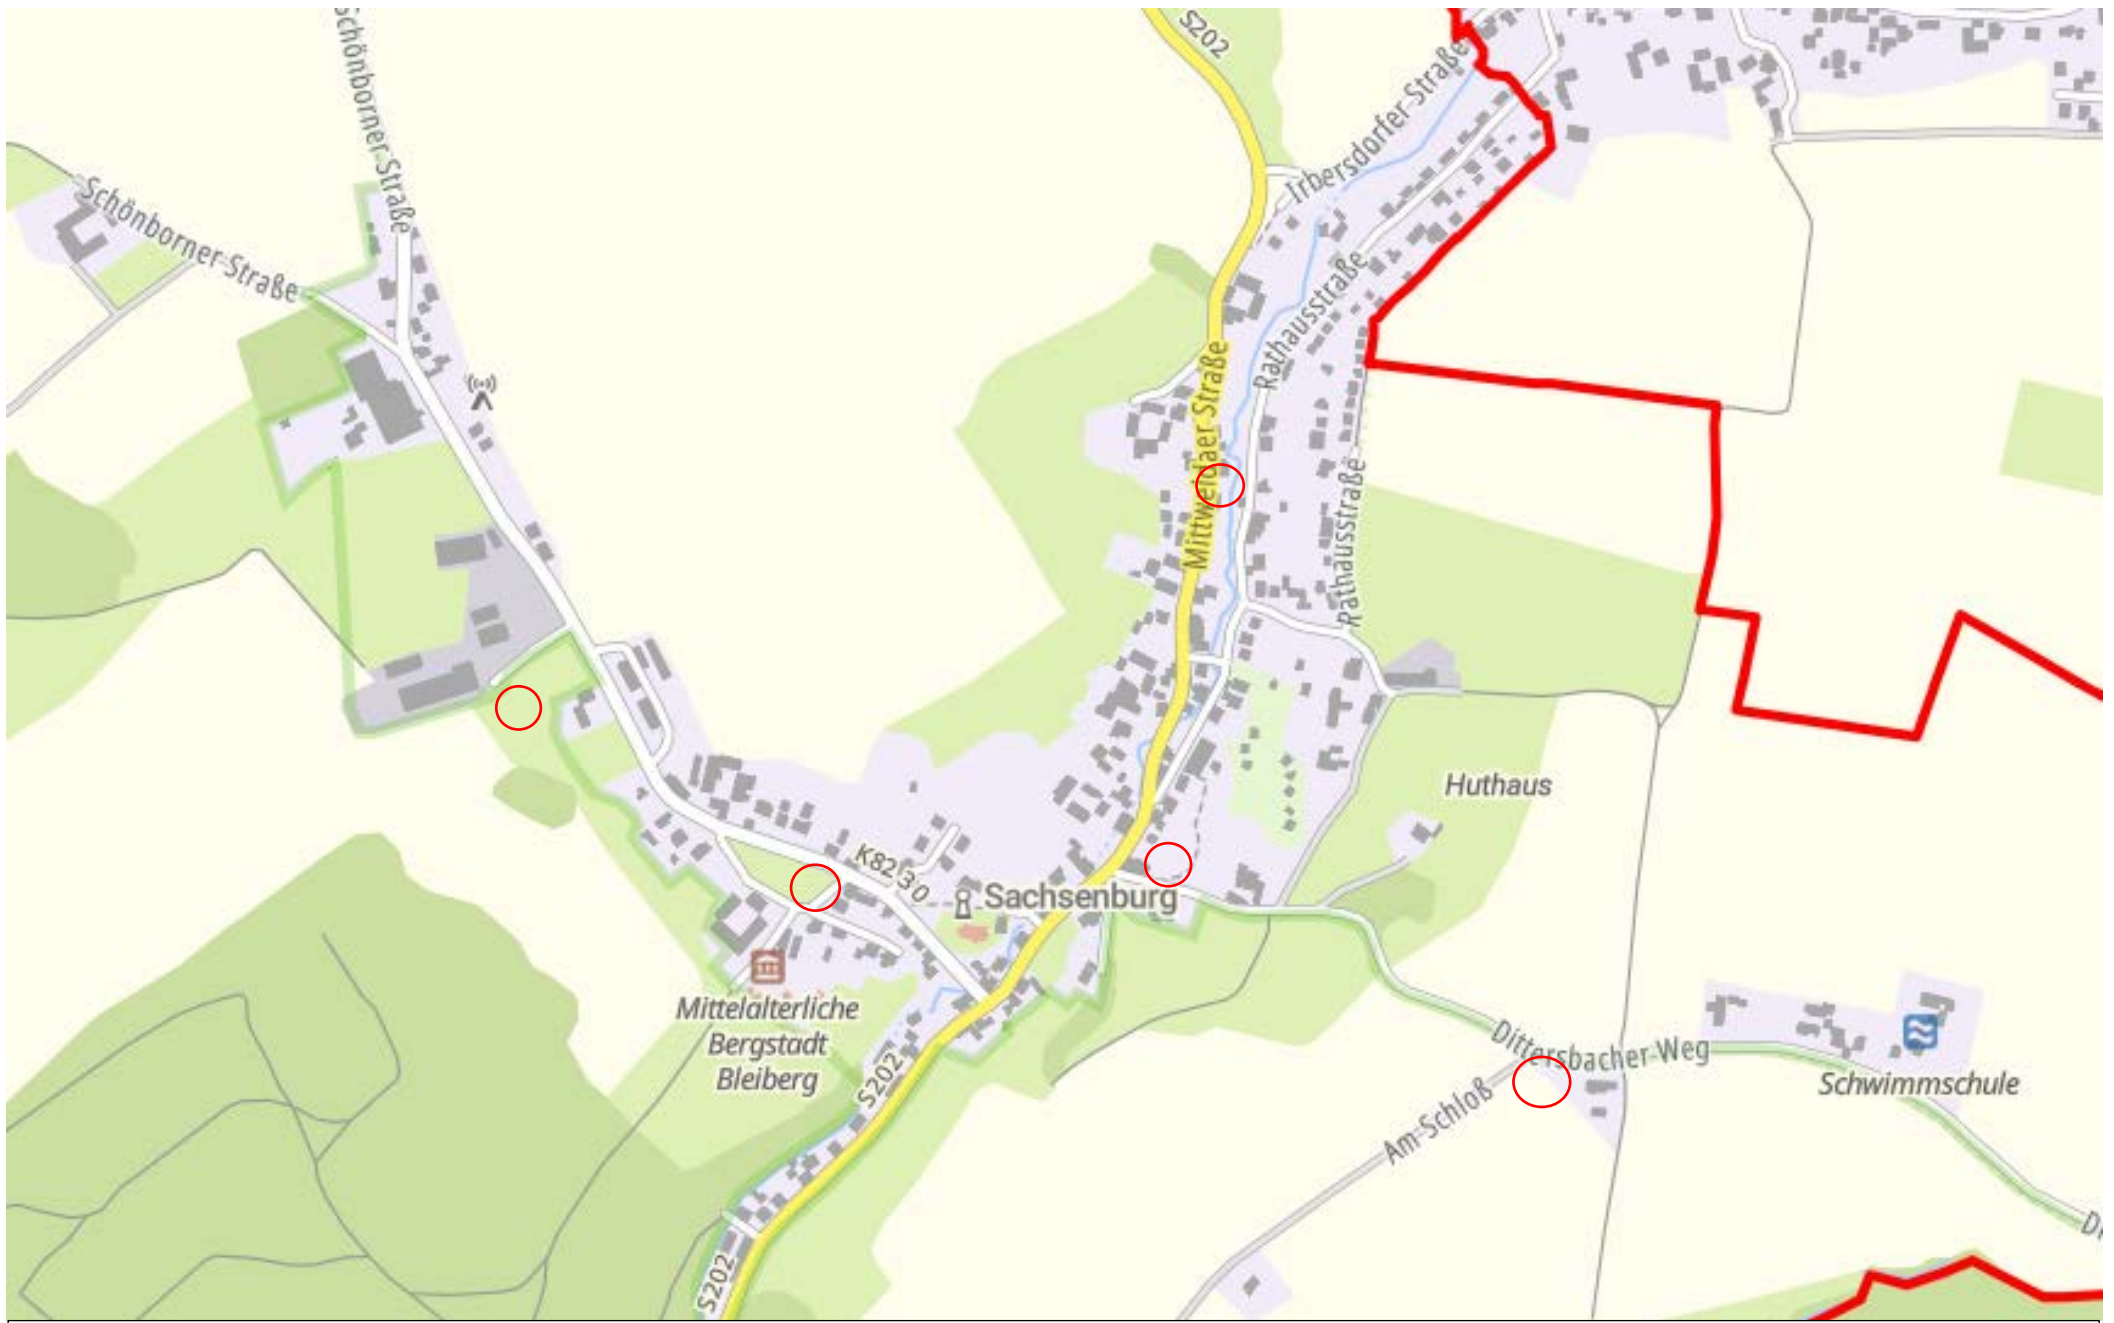 S202
Schönborner-Straße
Irbersdorfer-Straße
Schönborner-Straße
Rathausstraße
Mittweidaer Straße
Rathausstraße
Huthaus
K8230
Sachsenburg
Mittelalterliche
Bergstadt
Bleiberg
Dittersbacher-Weg
Schwimmschule
S202
Am-Schloß
S202